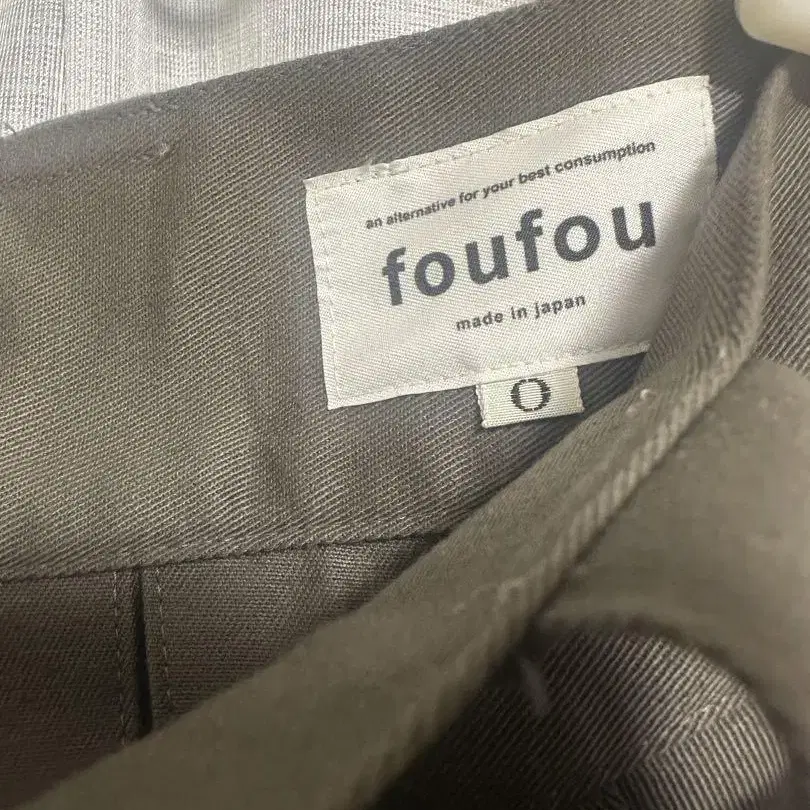 an alternative for your best consumption
foufou
made in japan
0